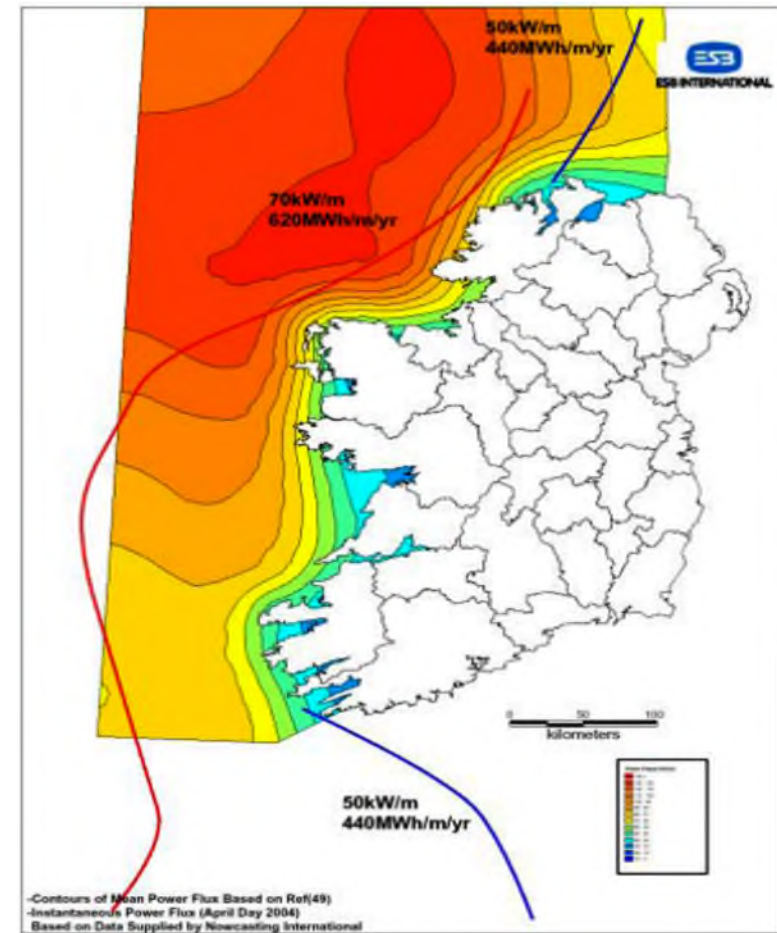 50kW/m
440MWh/m/yr
ESB
ESB INTERNATIONAL
70kW/m
620MWh/m/yr
0 50 100
kilometers
50kW/m
440MWh/m/yr
-Contours of Mean Power Flux Based on Ref(49)
-Instantaneous Power Flux (April Day 2004)
Based on Data Supplied by Nowcasting International